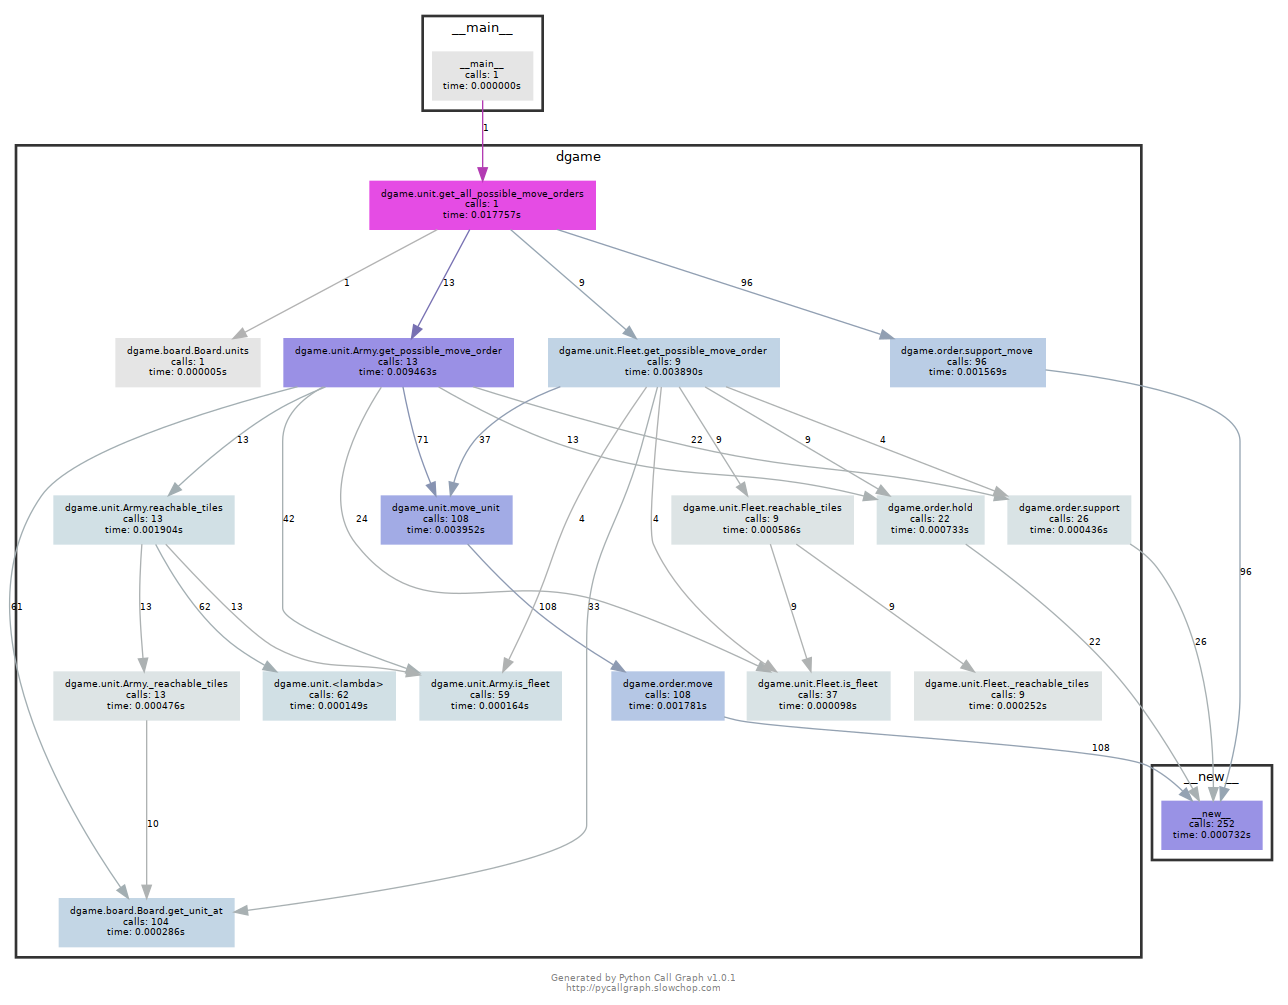 __main__
__main__
calls: 1
time: 0.000000s
1
dgame
dgame.unit.get_all_possible_move_orders
calls: 1
time: 0.017757s
1
13
9
96
dgame.board.Board.units
calls: 1
time: 0.000005s
dgame.unit.Army.get_possible_move_order
calls: 13
time: 0.009463s
dgame.unit.Fleet.get_possible_move_order
calls: 9
time: 0.003890s
dgame.order.support_move
calls: 96
time: 0.001569s
13
71
37
13
22
9
9
4
dgame.unit.Army.reachable_tiles
calls: 13
time: 0.001904s
42
24
dgame.unit.move_unit
calls: 108
time: 0.003952s
4
4
dgame.unit.Fleet.reachable_tiles
calls: 9
time: 0.000586s
dgame.order.hold
calls: 22
time: 0.000733s
dgame.order.support
calls: 26
time: 0.000436s
96
61
13
62
13
108
33
9
9
22
26
dgame.unit.Army._reachable_tiles
calls: 13
time: 0.000476s
dgame.unit.<lambda>
calls: 62
time: 0.000149s
dgame.unit.Army.is_fleet
calls: 59
time: 0.000164s
dgame.order.move
calls: 108
time: 0.001781s
dgame.unit.Fleet.is_fleet
calls: 37
time: 0.000098s
dgame.unit.Fleet._reachable_tiles
calls: 9
time: 0.000252s
108
__new__
__new__
calls: 252
time: 0.000732s
10
dgame.board.Board.get_unit_at
calls: 104
time: 0.000286s
Generated by Python Call Graph v1.0.1
http://pycallgraph.slowchop.com